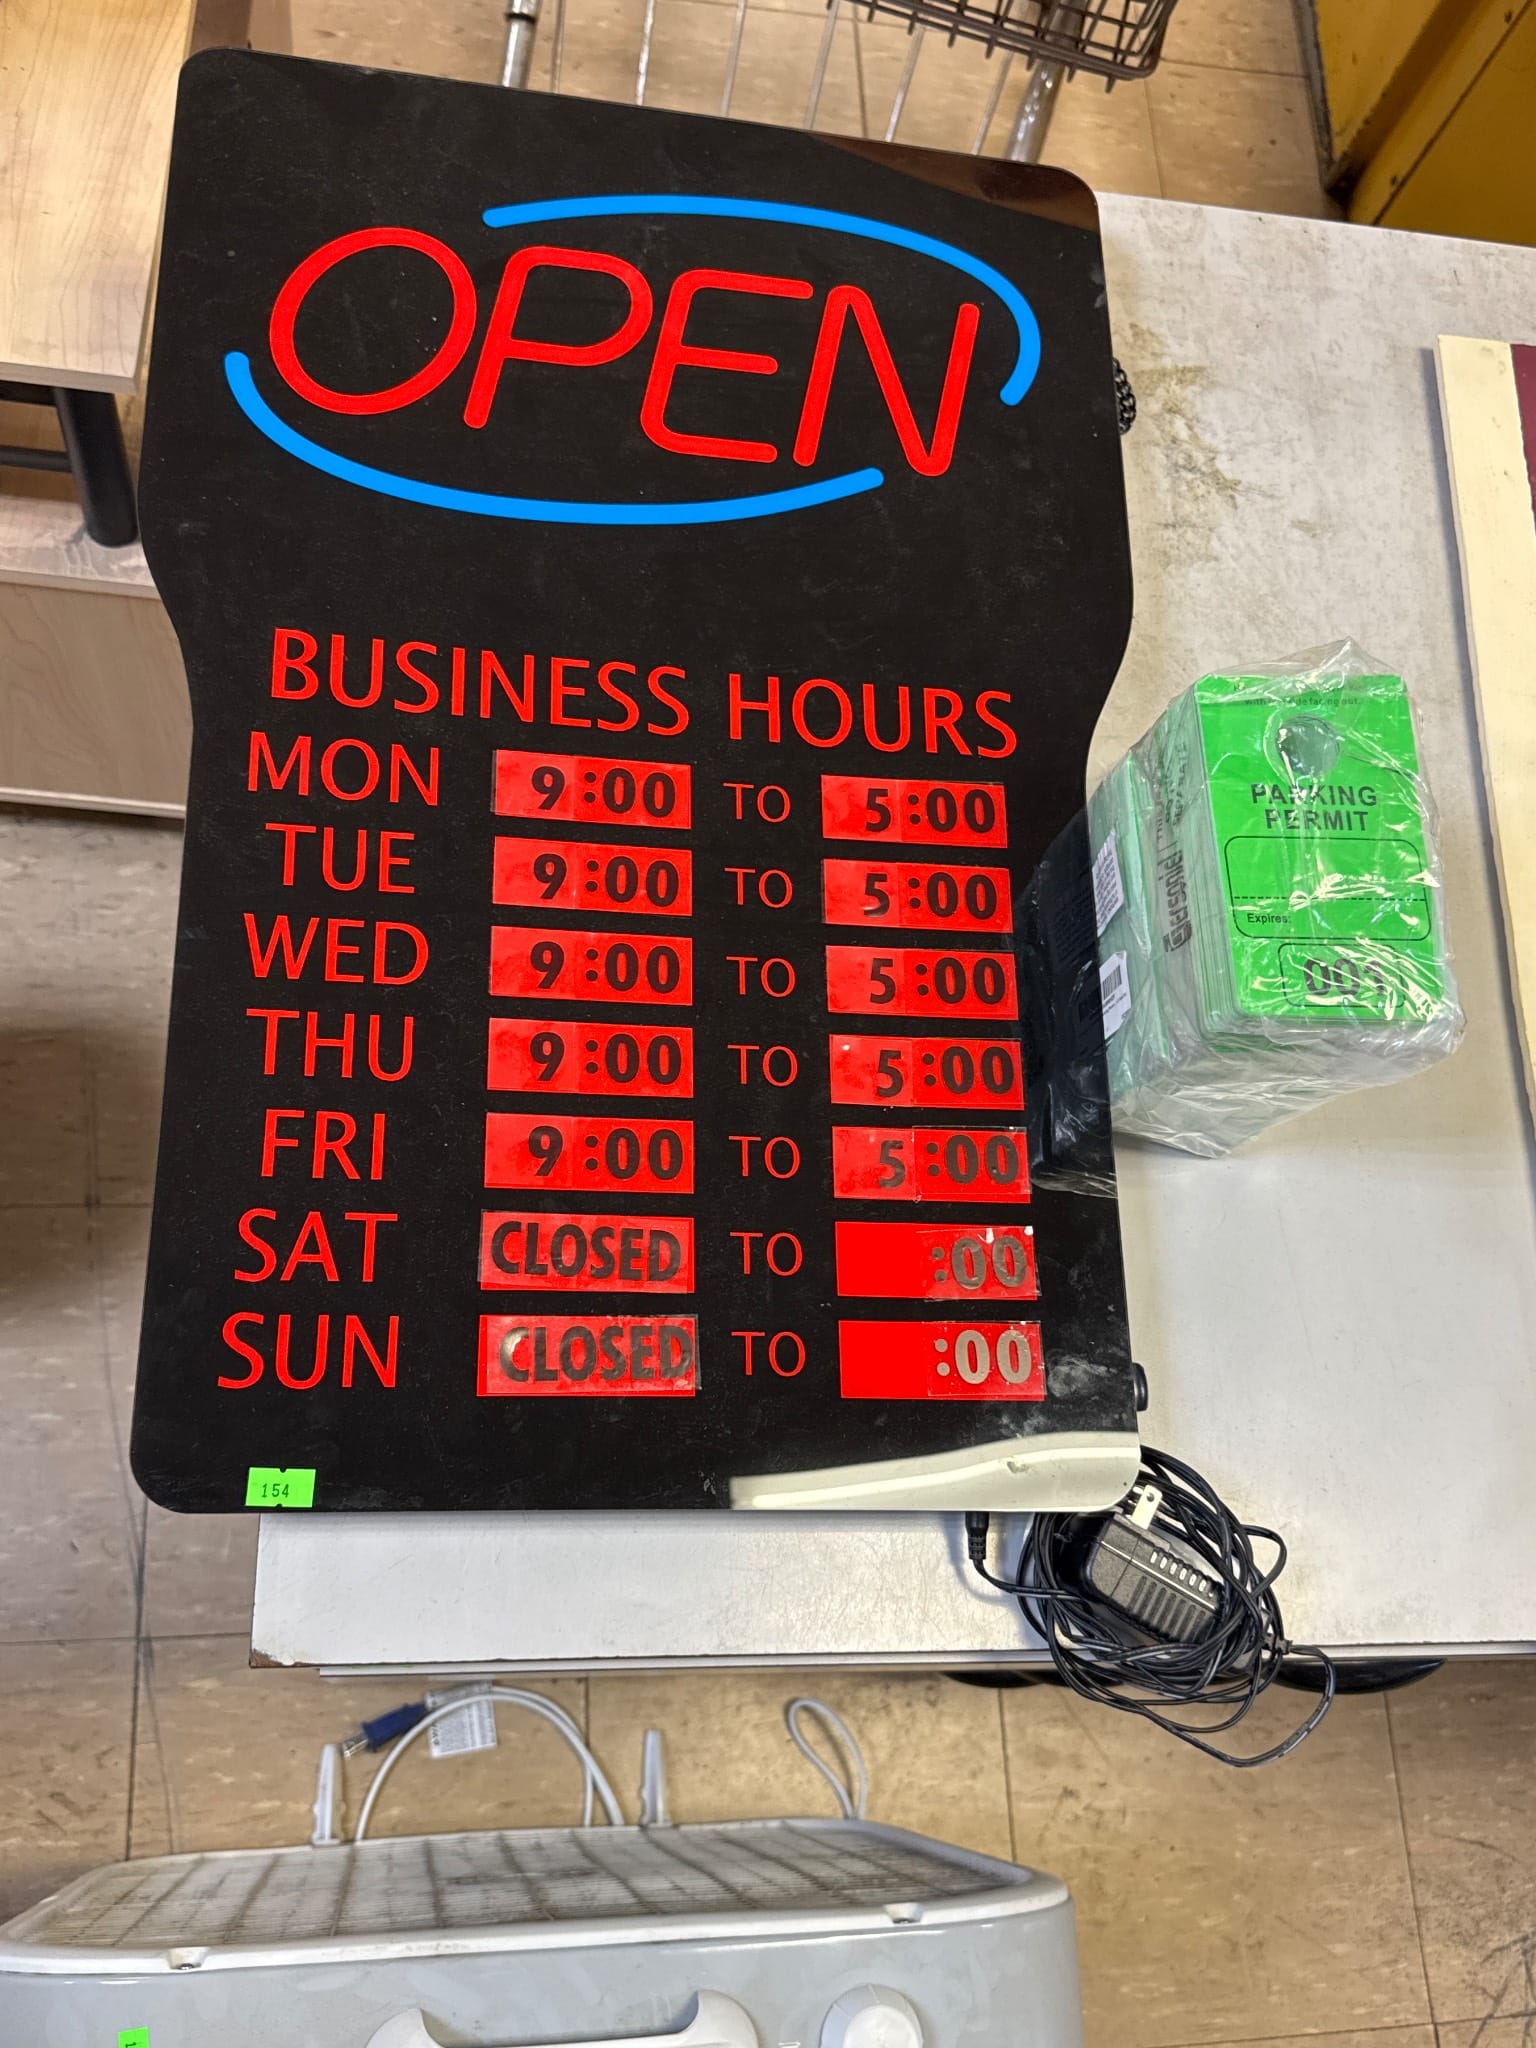 OPEN
BUSINESS HOURS
MON 9:00 TO 5:00
TUE 9:00 TO 5:00
WED 9:00 TO 5:00
THU 9:00 TO 5:00
FRI 9:00 TO 5:00
SAT CLOSED TO :00
SUN CLOSED TO :00
154
PARKING
PERMIT
Expires:
001